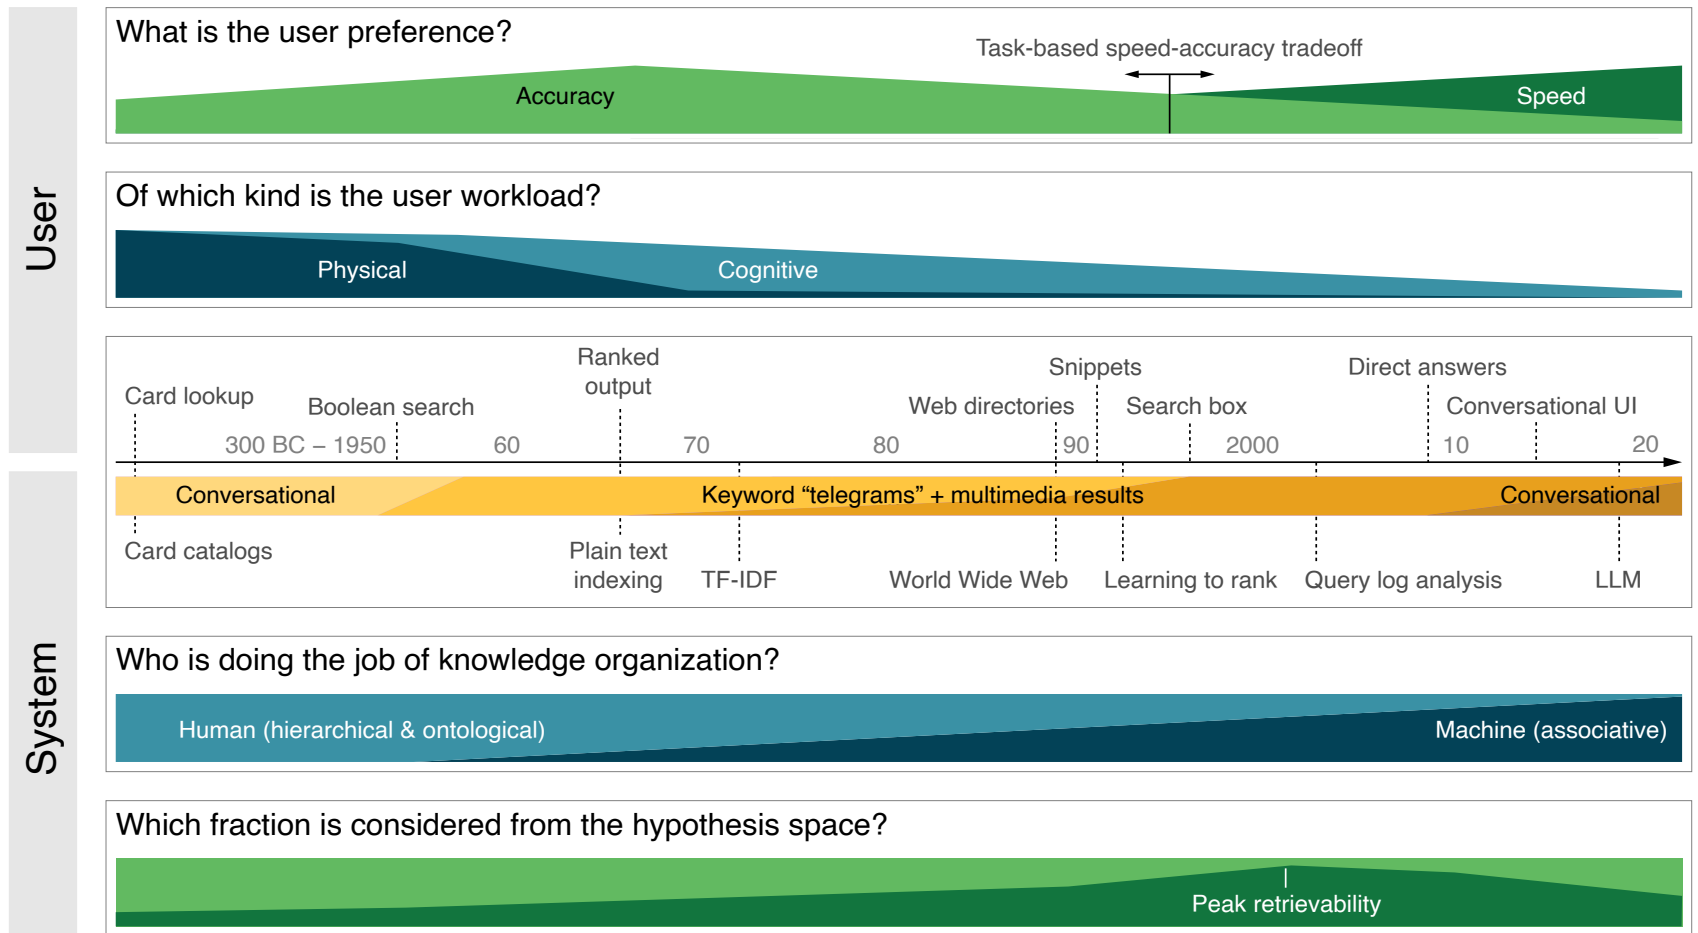 User
System
What is the user preference?
Task-based speed-accuracy tradeoff
Accuracy
Speed
Of which kind is the user workload?
Physical
Cognitive
Card lookup
Boolean search
Ranked
output
Web directories
Snippets
Search box
Direct answers
Conversational UI
300 BC – 1950
60
70
80
90
2000
10
20
Conversational
Keyword “telegrams” + multimedia results
Conversational
Card catalogs
Plain text
indexing
TF-IDF
World Wide Web
Learning to rank
Query log analysis
LLM
Who is doing the job of knowledge organization?
Human (hierarchical & ontological)
Machine (associative)
Which fraction is considered from the hypothesis space?
Peak retrievability